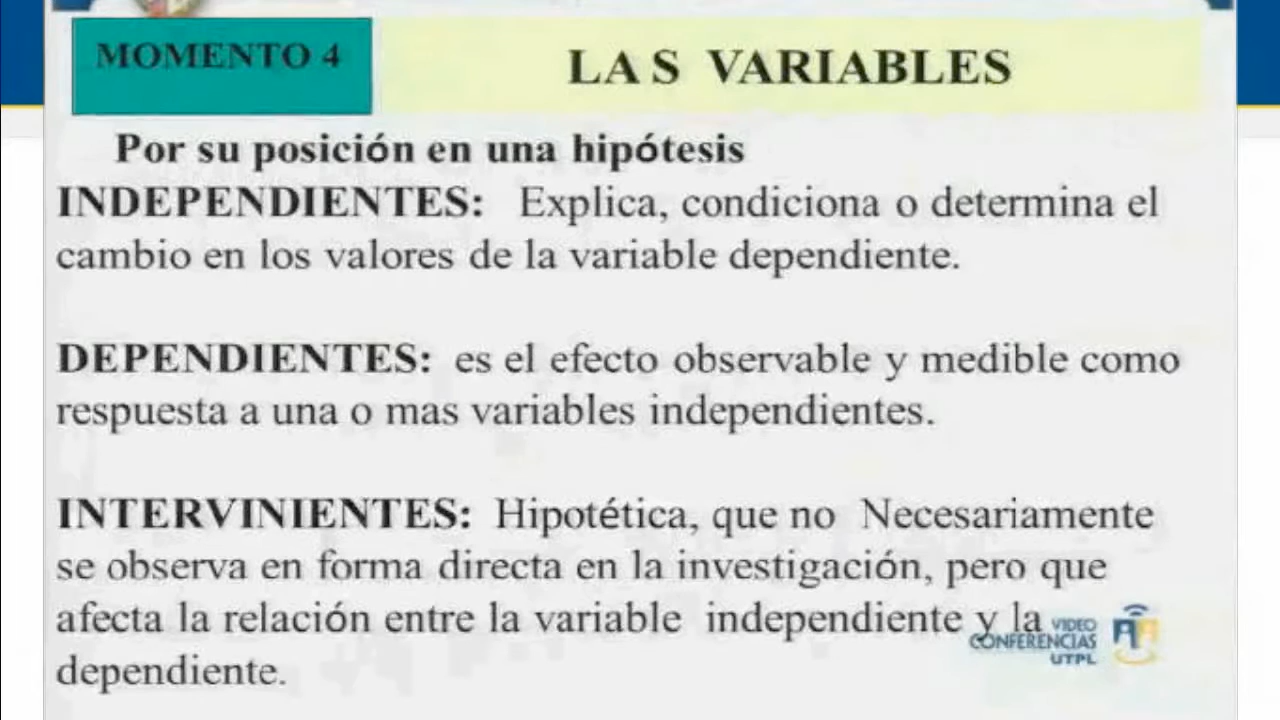 MOMENTO 4
LA S VARIABLES
Por su posición en una hipótesis
INDEPENDIENTES: Explica, condiciona o determina el
cambio en los valores de la variable dependiente.
DEPENDIENTES: es el efecto observable y medible como
respuesta a una o mas variables independientes.
INTERVINIENTES: Hipotética, que no Necesariamente
se observa en forma directa en la investigación, pero que
afecta la relación entre la variable independiente y la
dependiente.
VIDEO
CONFERENCIAS
UTPL